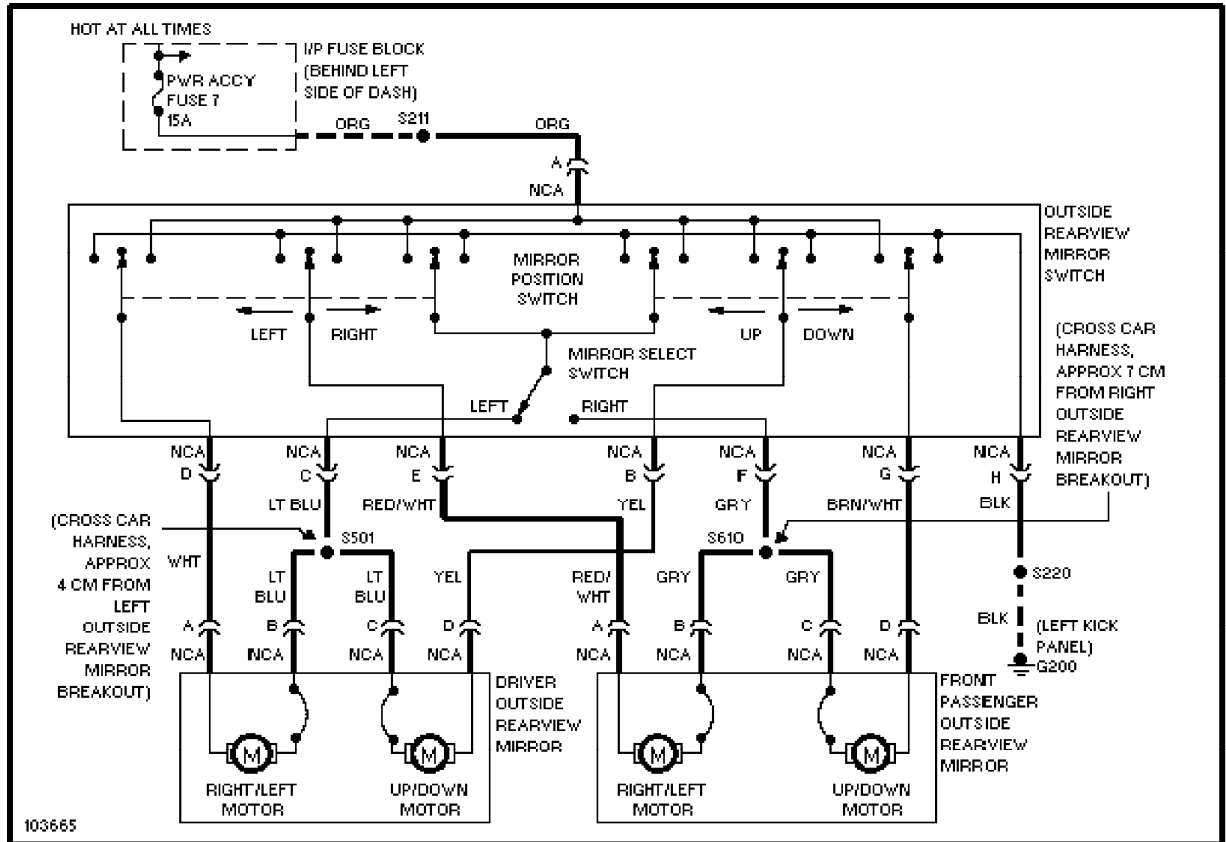 HOT AT ALL TIMES
I/P FUSE BLOCK
(BEHIND LEFT
SIDE OF DASH)
PWR ACCY
FUSE 7
15A
ORG
S211
ORG
A
NCA
OUTSIDE
REARVIEW
MIRROR
SWITCH
MIRROR
POSITION
SWITCH
LEFT
RIGHT
UP
DOWN
MIRROR SELECT
SWITCH
LEFT
RIGHT
(CROSS CAR
HARNESS,
APPROX 7 CM
FROM RIGHT
OUTSIDE
REARVIEW
MIRROR
BREAKOUT)
NCA NCA NCA NCA NCA NCA NCA
D C E B F G H
LT BLU RED/WHT YEL GRY BRN/WHT BLK
(CROSS CAR
HARNESS,
APPROX
4 CM FROM
LEFT
OUTSIDE
REARVIEW
MIRROR
BREAKOUT)
WHT
S501
S610
S220
LT
BLU
LT
BLU
YEL
RED/
WHT
GRY
GRY
BLK
(LEFT KICK
PANEL)
G200
A B C D A B C D
NCA NCA NCA NCA NCA NCA NCA NCA
DRIVER
OUTSIDE
REARVIEW
MIRROR
FRONT
PASSENGER
OUTSIDE
REARVIEW
MIRROR
M
M
M
M
RIGHT/LEFT
MOTOR
UP/DOWN
MOTOR
RIGHT/LEFT
MOTOR
UP/DOWN
MOTOR
103665